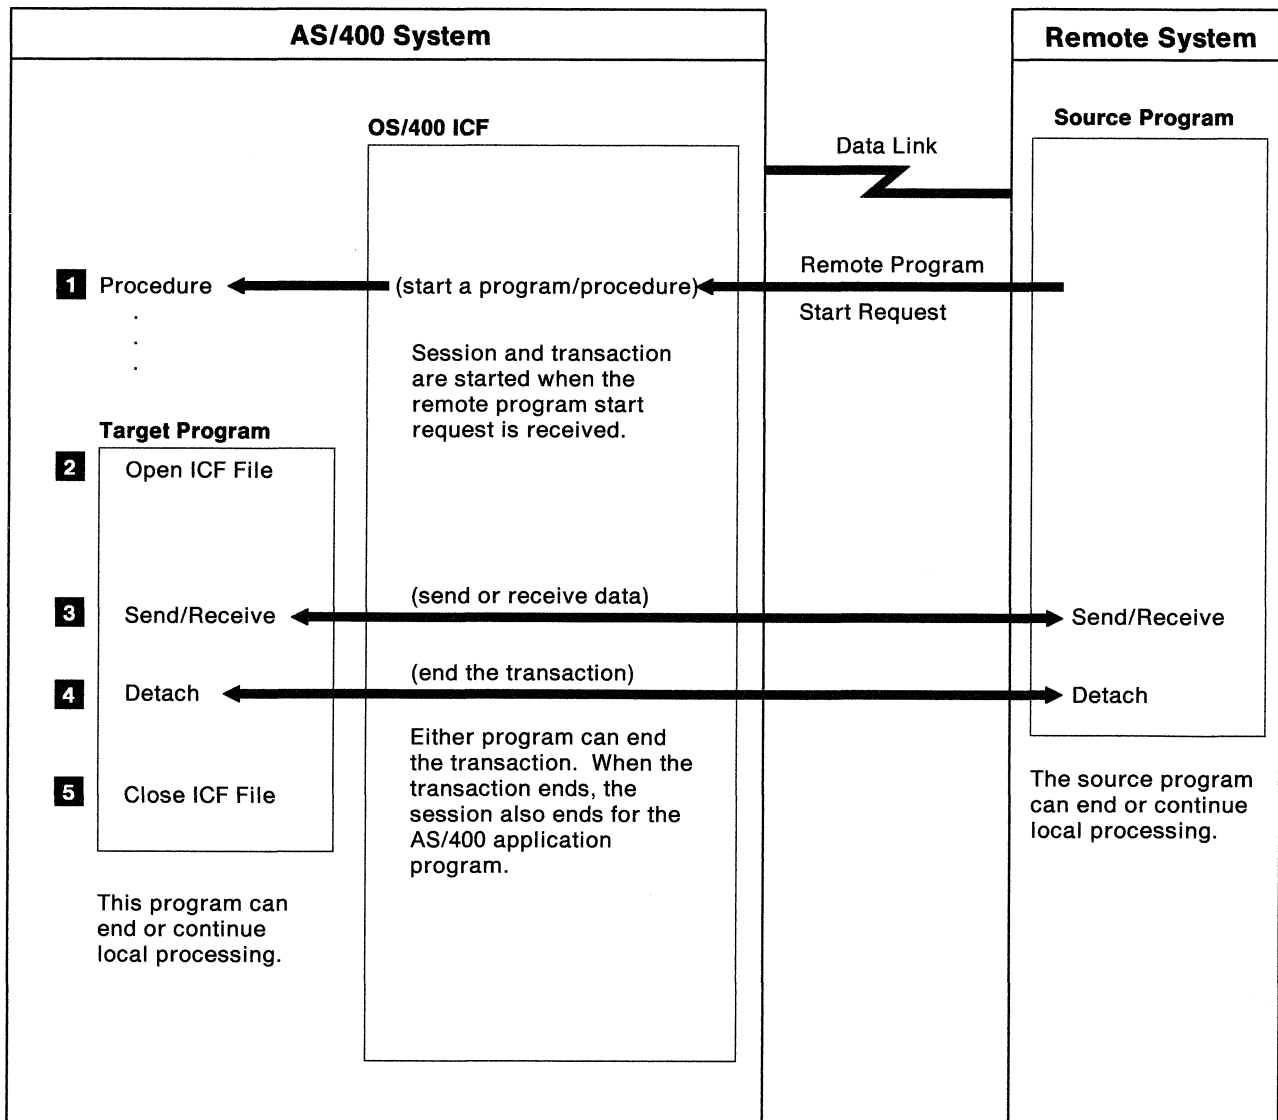 AS/400 System
Remote System
OS/400 ICF
Source Program
Data Link
1 Procedure
(start a program/procedure)
Remote Program
Start Request
.
.
.
Session and transaction
are started when the
remote program start
request is received.
Target Program
2 Open ICF File
3 Send/Receive
(send or receive data)
Send/Receive
4 Detach
(end the transaction)
Detach
Either program can end
the transaction. When the
transaction ends, the
session also ends for the
AS/400 application
program.
5 Close ICF File
The source program
can end or continue
local processing.
This program can
end or continue
local processing.